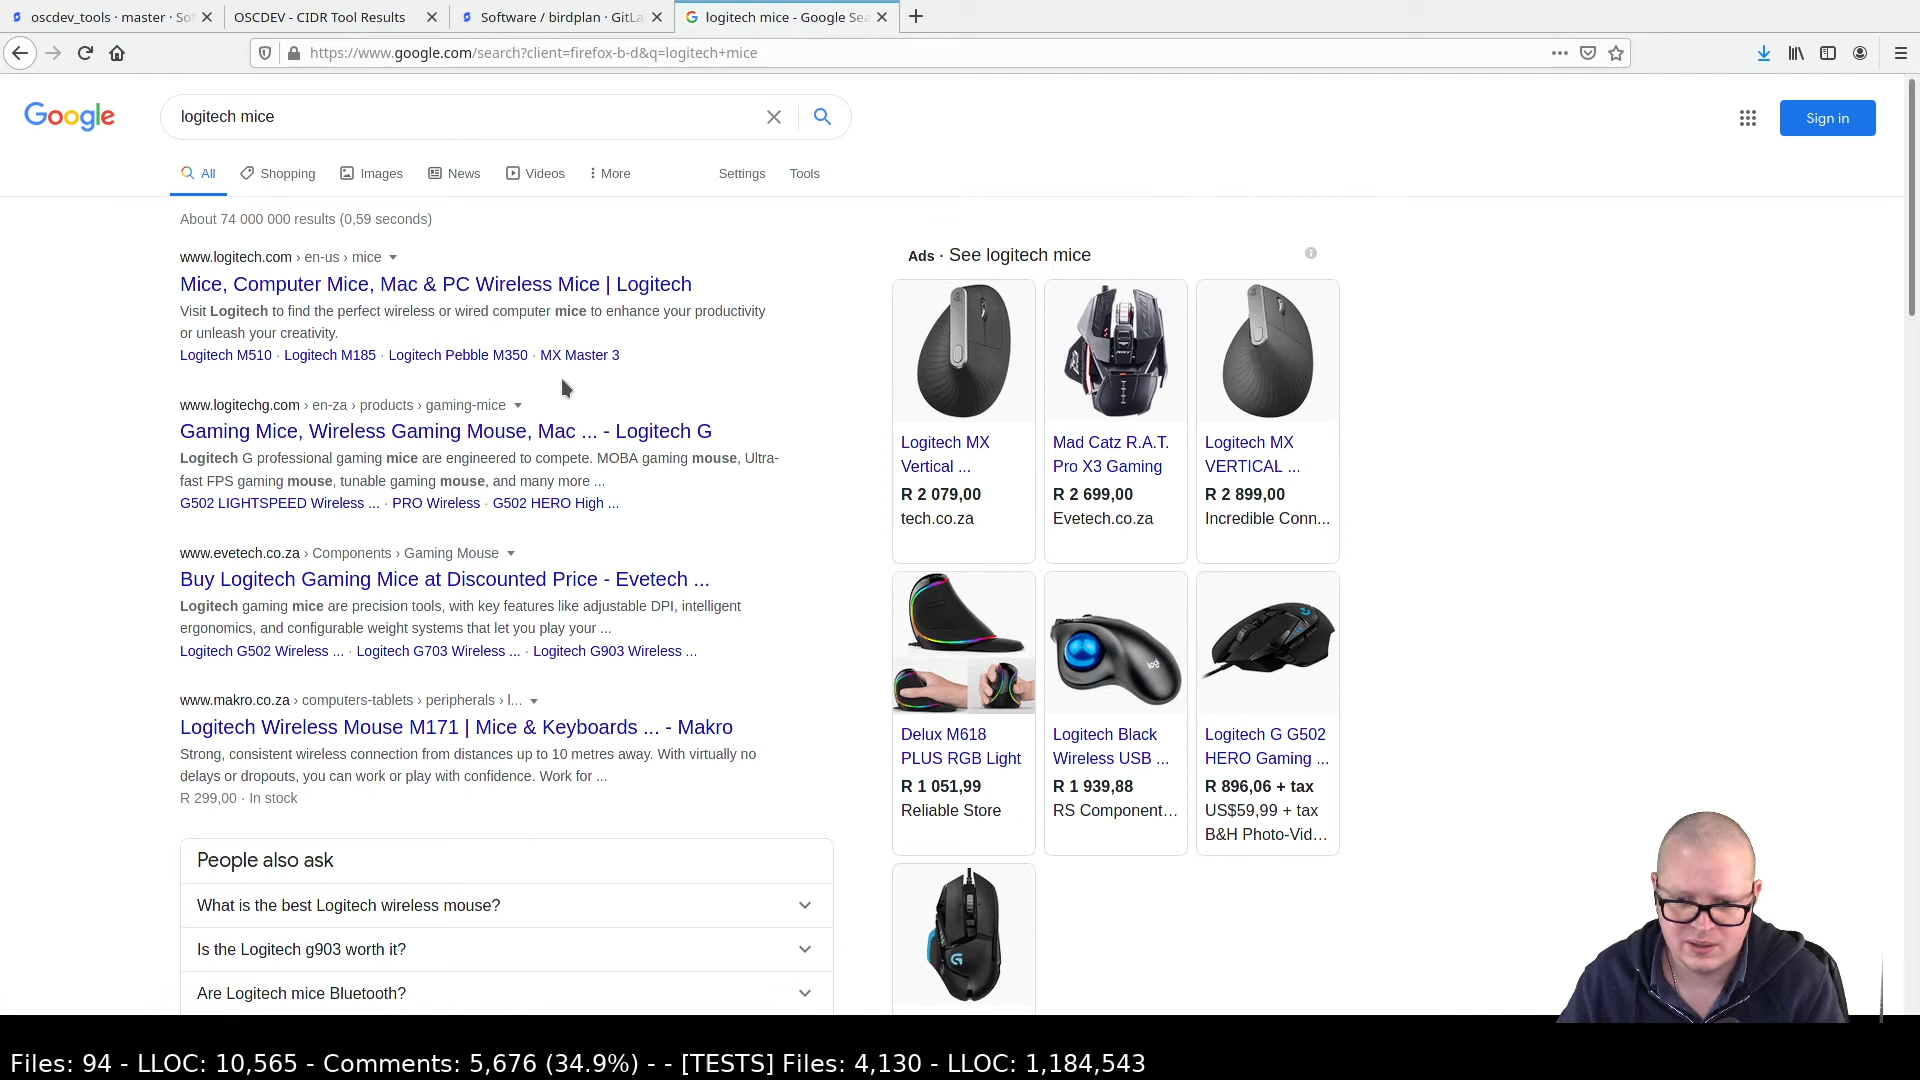 oscdev_tools · master · Sof
OSCDEV - CIDR Tool Results
Software / birdplan · GitLa
logitech mice - Google Sea
https://www.google.com/search?client=firefox-b-d&q=logitech+mice
Google
logitech mice
Sign in
All
Shopping
Images
News
Videos
More
Settings
Tools
About 74 000 000 results (0,59 seconds)
www.logitech.com › en-us › mice
Mice, Computer Mice, Mac & PC Wireless Mice | Logitech
Visit Logitech to find the perfect wireless or wired computer mice to enhance your productivity
or unleash your creativity.
Logitech M510 · Logitech M185 · Logitech Pebble M350 · MX Master 3
www.logitechg.com › en-za › products › gaming-mice
Gaming Mice, Wireless Gaming Mouse, Mac ... - Logitech G
Logitech G professional gaming mice are engineered to compete. MOBA gaming mouse, Ultra-
fast FPS gaming mouse, tunable gaming mouse, and many more ...
G502 LIGHTSPEED Wireless ... · PRO Wireless · G502 HERO High ...
www.evetech.co.za › Components › Gaming Mouse
Buy Logitech Gaming Mice at Discounted Price - Evetech ...
Logitech gaming mice are precision tools, with key features like adjustable DPI, intelligent
ergonomics, and configurable weight systems that let you play your ...
Logitech G502 Wireless ... · Logitech G703 Wireless ... · Logitech G903 Wireless ...
www.makro.co.za › computers-tablets › peripherals › l...
Logitech Wireless Mouse M171 | Mice & Keyboards ... - Makro
Strong, consistent wireless connection from distances up to 10 metres away. With virtually no
delays or dropouts, you can work or play with confidence. Work for ...
R 299,00 · In stock
People also ask
What is the best Logitech wireless mouse?
Is the Logitech g903 worth it?
Are Logitech mice Bluetooth?
Ads · See logitech mice
Logitech MX
Vertical ...
R 2 079,00
tech.co.za
Mad Catz R.A.T.
Pro X3 Gaming
R 2 699,00
Evetech.co.za
Logitech MX
VERTICAL ...
R 2 899,00
Incredible Conn...
Delux M618
PLUS RGB Light
R 1 051,99
Reliable Store
logi
Logitech Black
Wireless USB ...
R 1 939,88
RS Component...
Logitech G G502
HERO Gaming ...
R 896,06 + tax
US$59,99 + tax
B&H Photo-Vid...
Files: 94 - LLOC: 10,565 - Comments: 5,676 (34.9%) - - [TESTS] Files: 4,130 - LLOC: 1,184,543